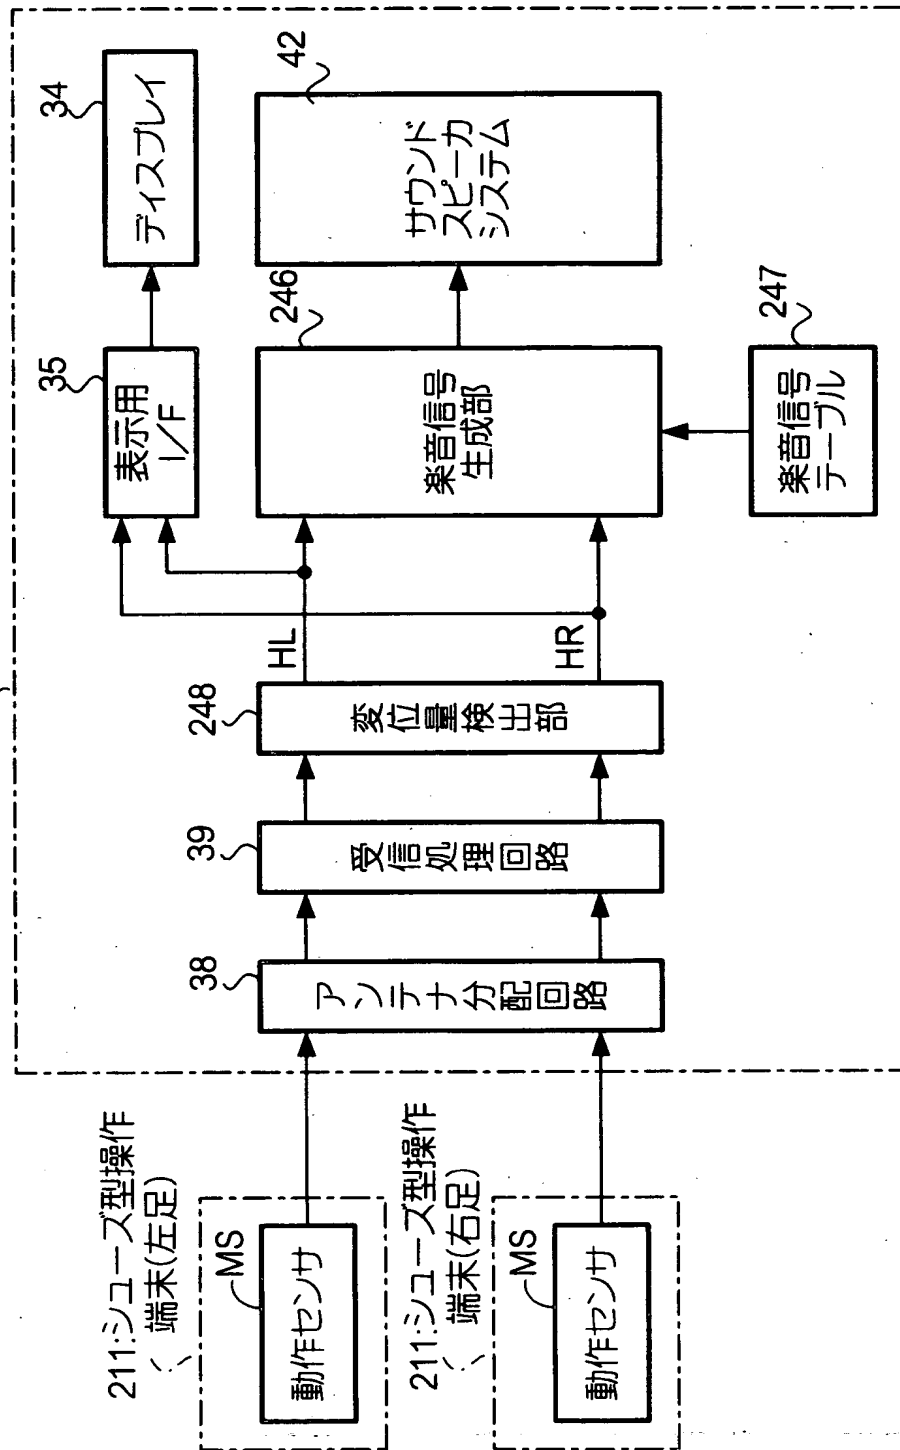 211:シューズ型操作
端末(左足)
MS
動作センサ
211:シューズ型操作
端末(右足)
MS
動作センサ
38
アンテナ分配回路
39
受信処理回路
248
変位量検出部
HL
HR
35
表示用
I/F
34
ディスプレイ
246
楽音信号
生成部
42
サウンド
スピーカ
システム
247
楽音信号
テーブル